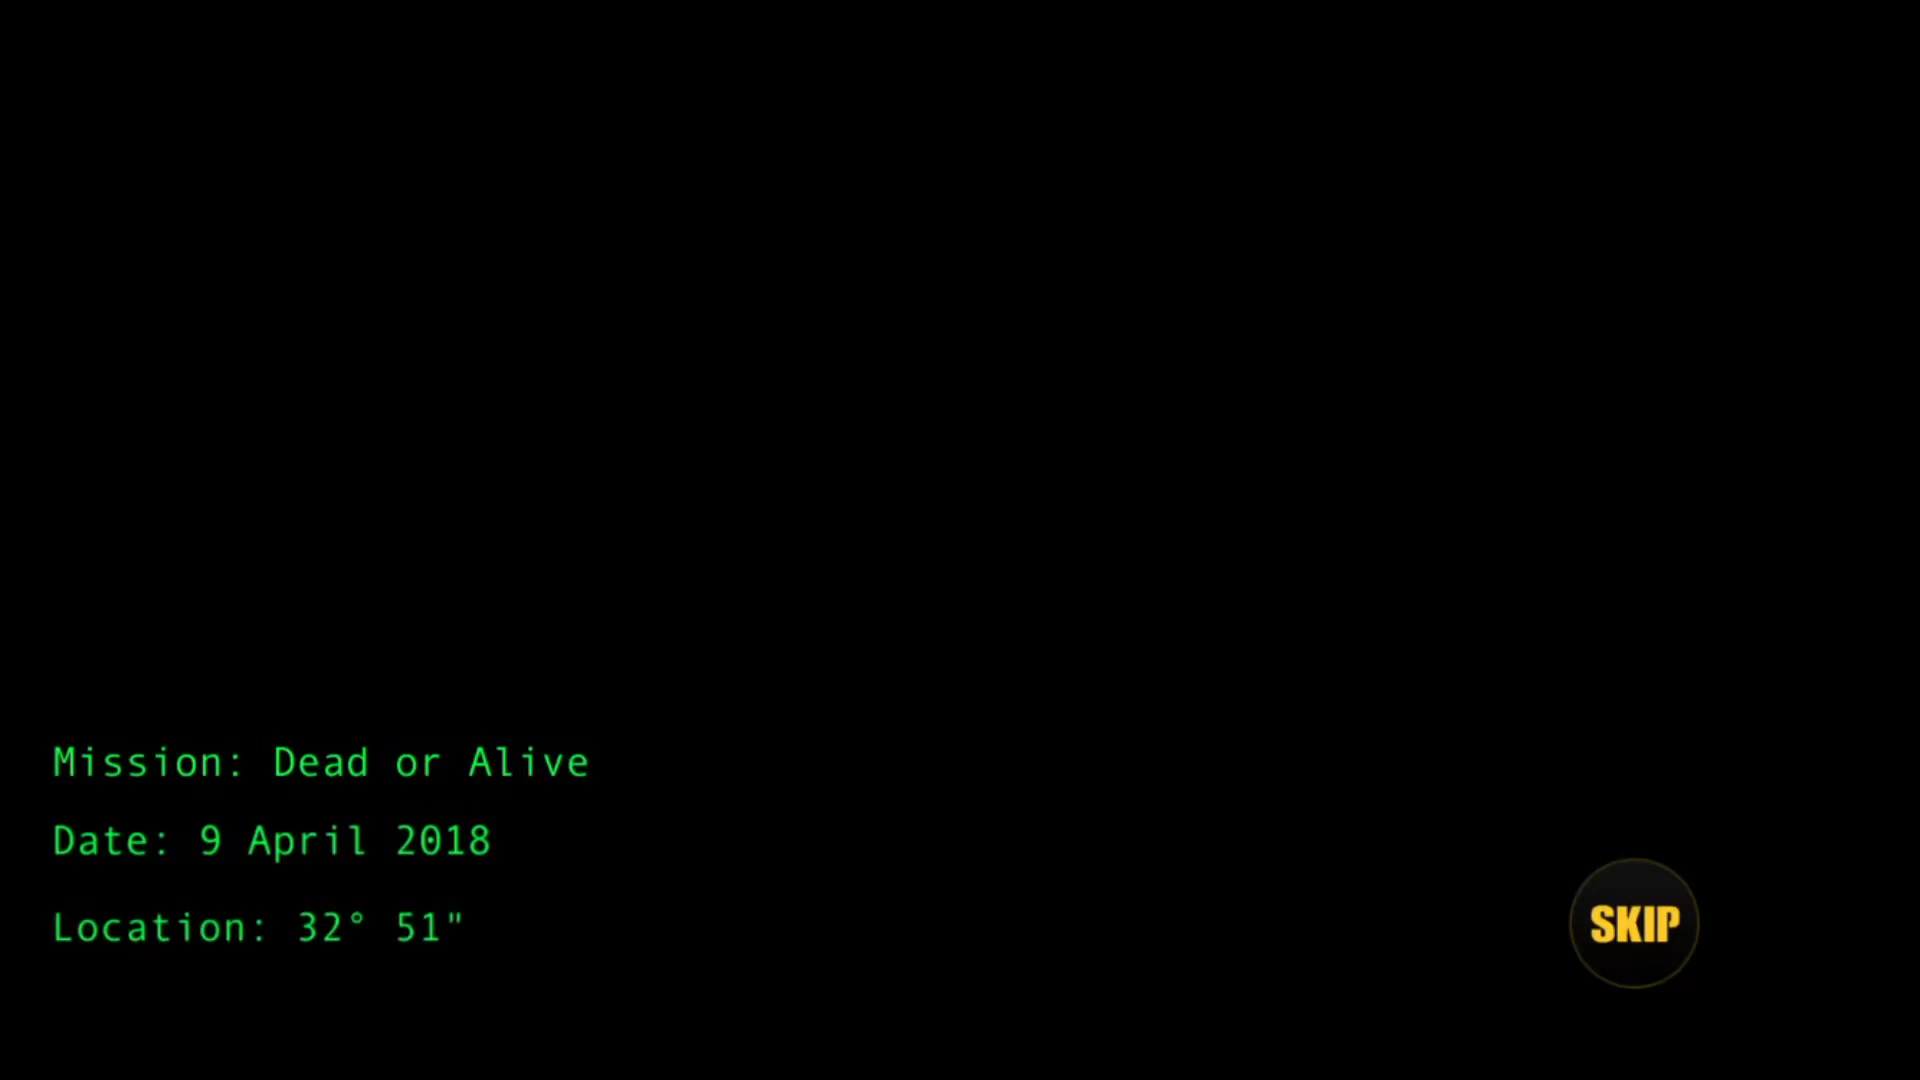 Mission: Dead or Alive
Date: 9 April 2018
Location: 32° 51"
SKIP